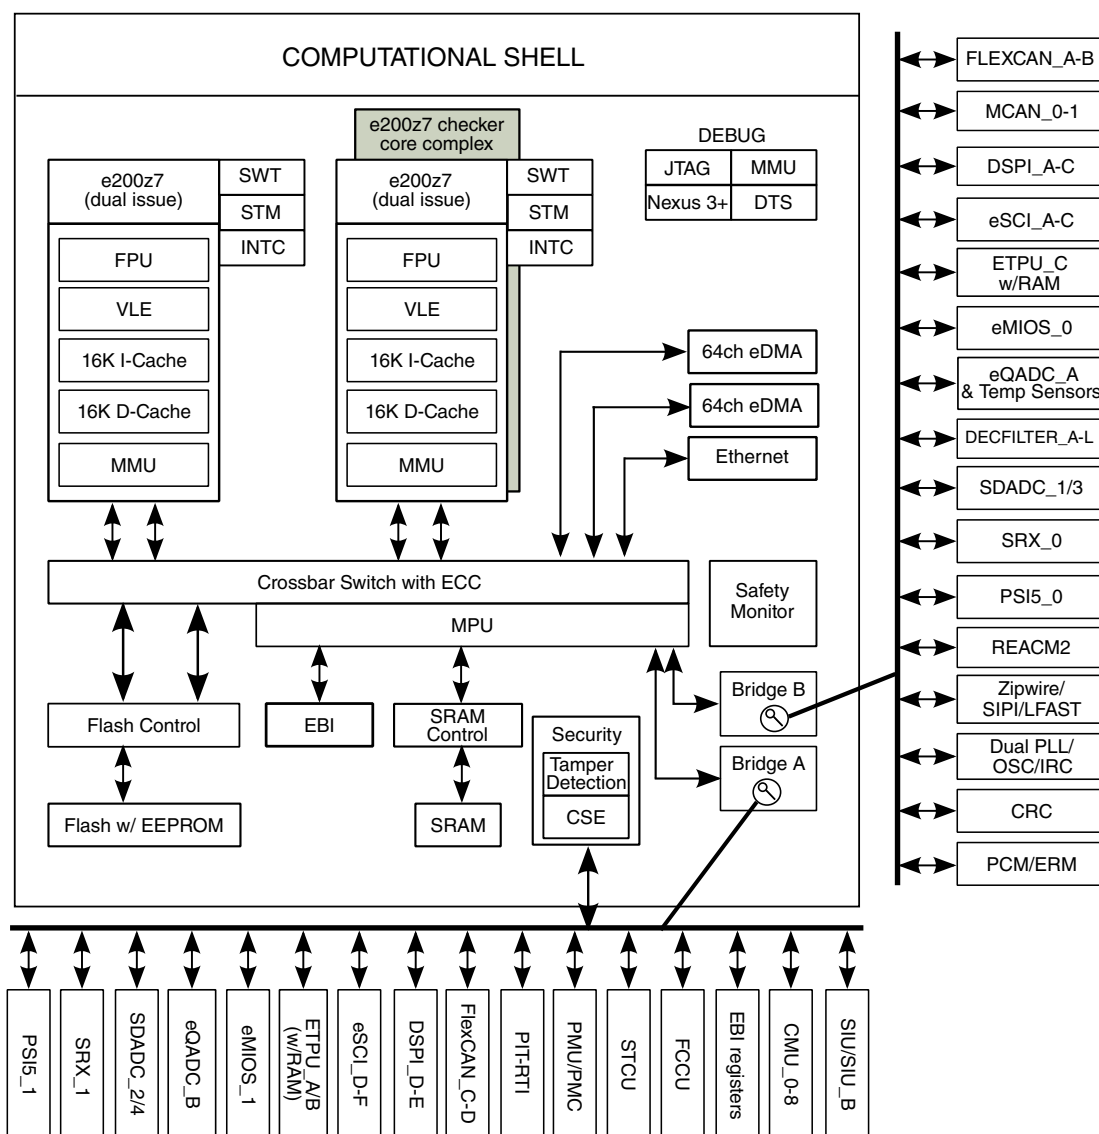 COMPUTATIONAL SHELL
e200z7 checker
core complex
e200z7
(dual issue)
SWT
STM
INTC
FPU
VLE
16K I-Cache
16K D-Cache
MMU
e200z7
(dual issue)
SWT
STM
INTC
FPU
VLE
16K I-Cache
16K D-Cache
MMU
DEBUG
JTAG
MMU
Nexus 3+
DTS
64ch eDMA
64ch eDMA
Ethernet
Crossbar Switch with ECC
MPU
Safety
Monitor
Flash Control
EBI
SRAM
Control
Security
Tamper
Detection
CSE
Bridge B
Bridge A
Flash w/ EEPROM
SRAM
FLEXCAN_A-B
MCAN_0-1
DSPI_A-C
eSCI_A-C
ETPU_C
w/RAM
eMIOS_0
eQADC_A
& Temp Sensors
DECFILTER_A-L
SDADC_1/3
SRX_0
PSI5_0
REACM2
Zipwire/
SIPI/LFAST
Dual PLL/
OSC/IRC
CRC
PCM/ERM
PSI5_1
SRX_1
SDADC_2/4
eQADC_B
eMIOS_1
ETPU_A/B
(w/RAM)
eSCI_D-F
DSPI_D-E
FlexCAN_C-D
PIT-RTI
PMU/PMC
STCU
FCCU
EBI registers
CMU_0-8
SIU/SIU_B